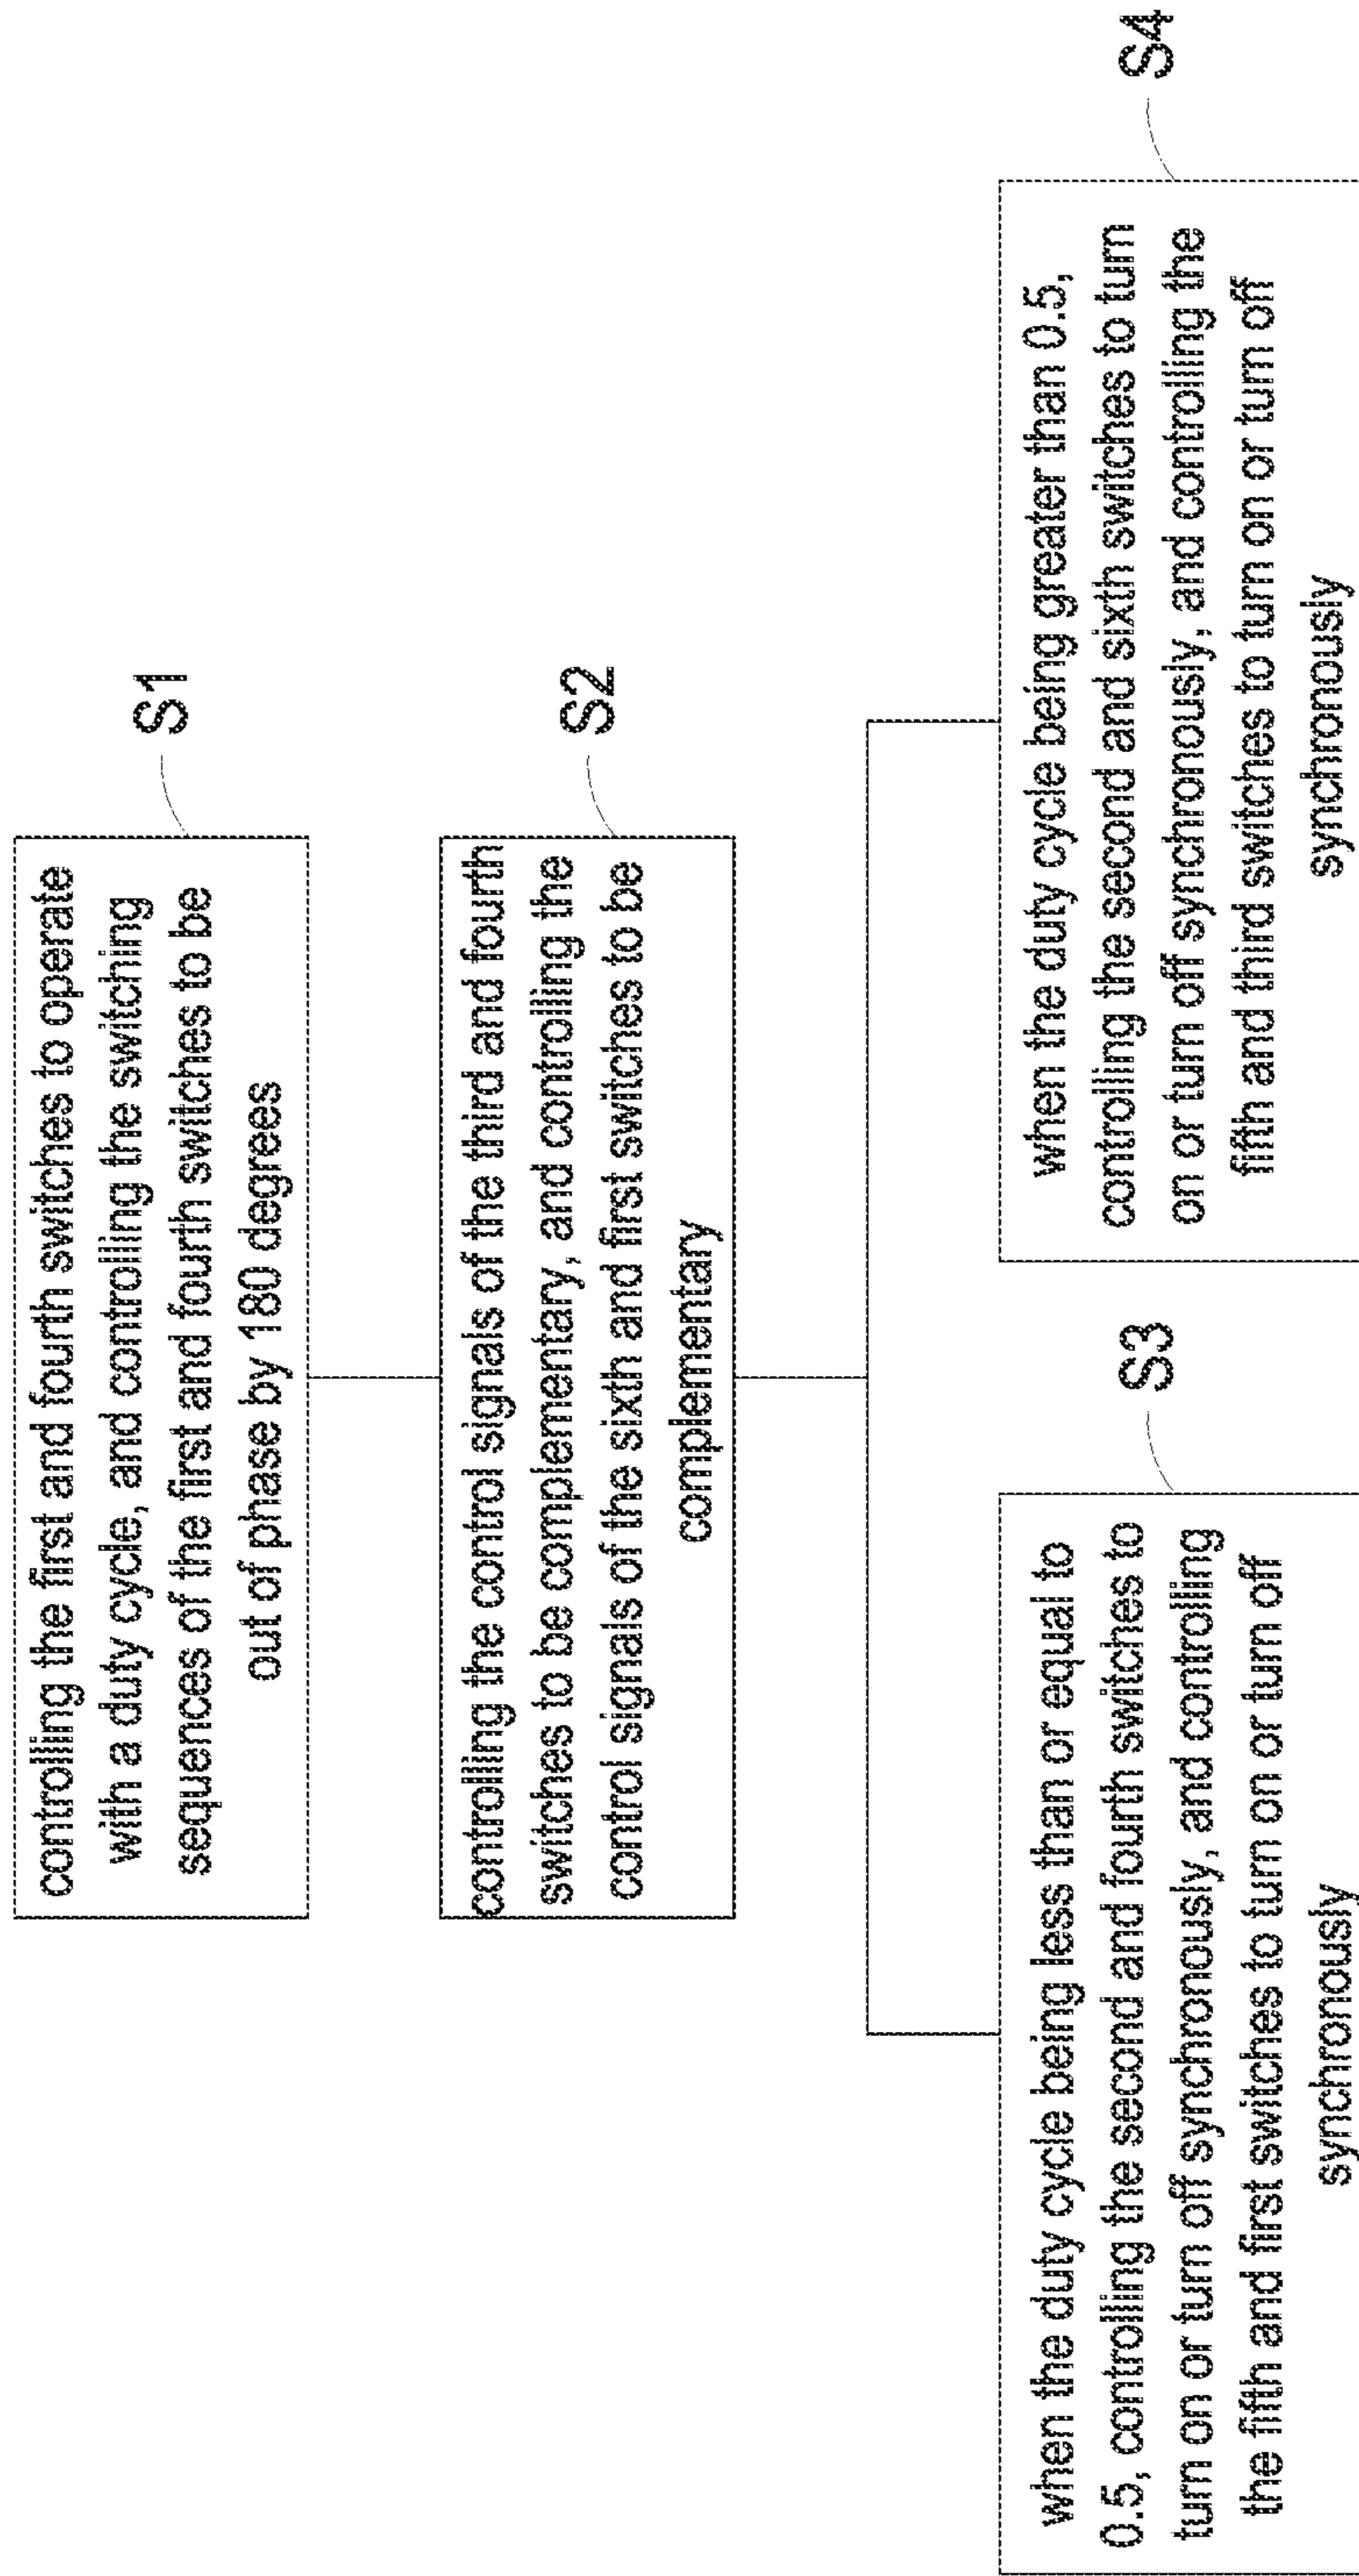 controlling the first and fourth switches to operate
with a duty cycle, and controlling the switching
sequences of the first and fourth switches to be
out of phase by 180 degrees
S1
controlling the control signals of the third and fourth
switches to be complementary, and controlling the
control signals of the sixth and first switches to be
complementary
S2
when the duty cycle being less than or equal to
0.5, controlling the second and fourth switches to
turn on or turn off synchronously, and controlling
the fifth and first switches to turn on or turn off
synchronously
S3
when the duty cycle being greater than 0.5,
controlling the second and sixth switches to turn
on or turn off synchronously, and controlling the
fifth and third switches to turn on or turn off
synchronously
S4